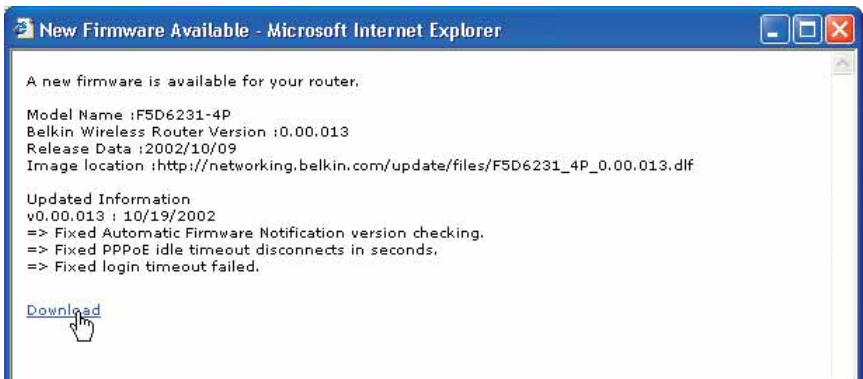 New Firmware Available - Microsoft Internet Explorer
A new firmware is available for your router.
Model Name :F5D6231-4P
Belkin Wireless Router Version :0.00.013
Release Data :2002/10/09
Image location :http://networking.belkin.com/update/files/F5D6231_4P_0.00.013.dlf
Updated Information
v0.00.013 : 10/19/2002
=> Fixed Automatic Firmware Notification version checking.
=> Fixed PPPoE idle timeout disconnects in seconds.
=> Fixed login timeout failed.
Download